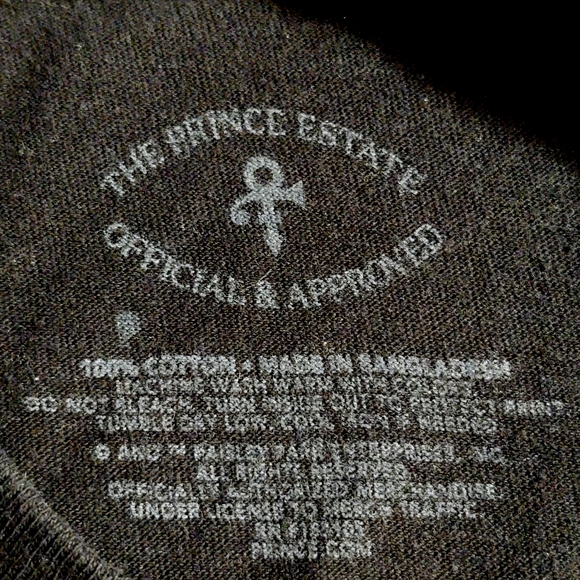 THE PRINCE ESTATE
OFFICIAL & APPROVED
100% COTTON • MADE IN BANGLADESH
MACHINE WASH WARM WITH COLORS.
DO NOT BLEACH. TURN INSIDE OUT TO PROTECT PRINT.
TUMBLE DRY LOW. COOL IRON IF NEEDED.
© AND ™ PAISLEY PARK ENTERPRISES, INC.
ALL RIGHTS RESERVED.
OFFICIALLY AUTHORIZED MERCHANDISE
UNDER LICENSE TO MERCH TRAFFIC.
RN
PRINCE.COM